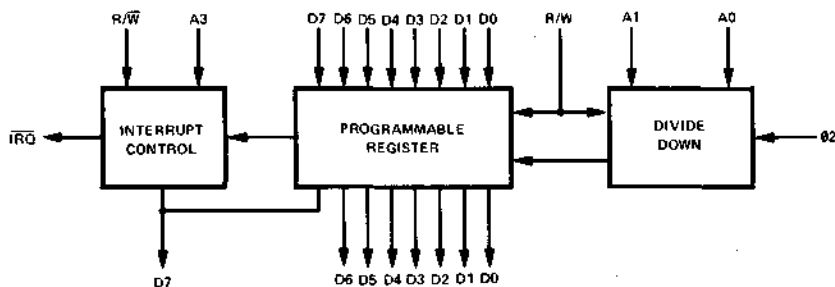 R/W̅ A3 D7 D6 D5 D4 D3 D2 D1 D0 R/W A1 A0
I̅R̅Q̅
INTERRUPT
CONTROL
PROGRAMMABLE
REGISTER
DIVIDE
DOWN
Ø2
D7
D6 D5 D4 D3 D2 D1 D0